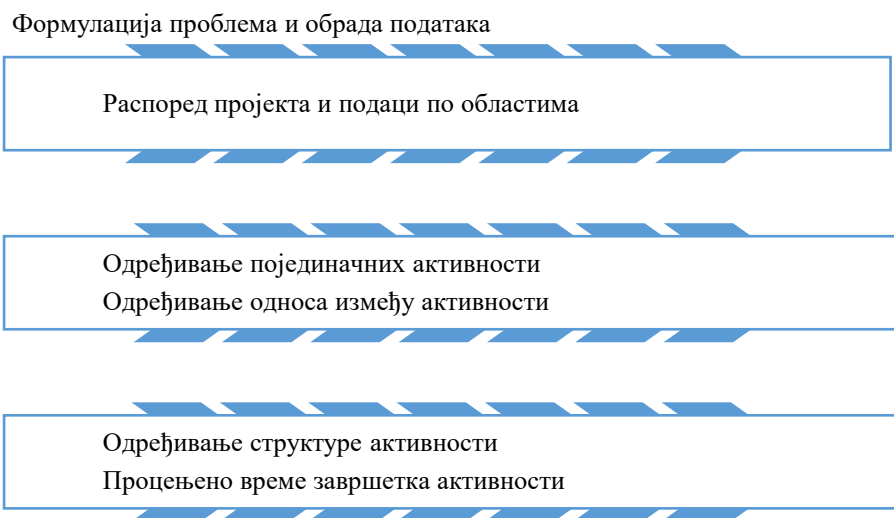 Формулација проблема и обрада података
Распоред пројекта и подаци по областима
Одређивање појединачних активности
Одређивање односа између активности
Одређивање структуре активности
Процењено време завршетка активности